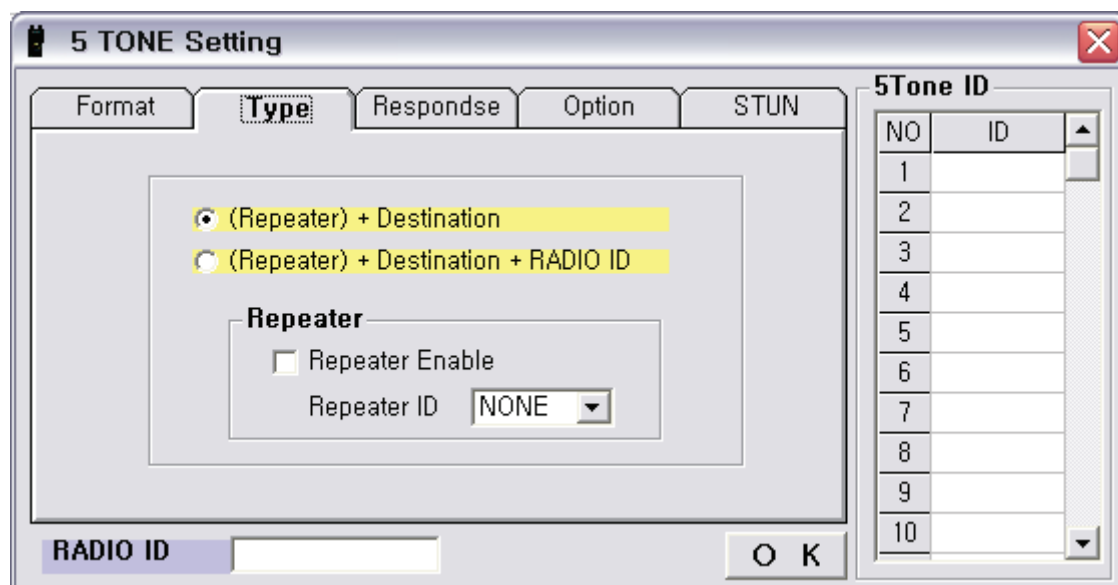 5 TONE Setting
Format Type Respondse Option STUN
(Repeater) + Destination
(Repeater) + Destination + RADIO ID
Repeater
Repeater Enable
Repeater ID NONE
RADIO ID
O K
5Tone ID
NO ID
1
2
3
4
5
6
7
8
9
10